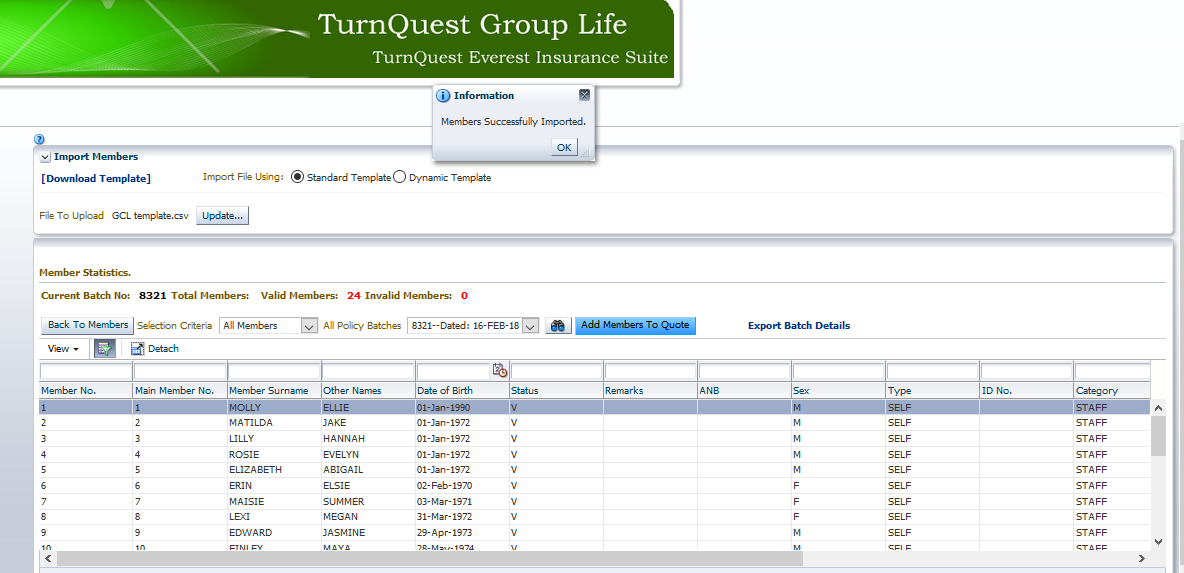 TurnQuest Group Life
TurnQuest Everest Insurance Suite
Information
Members Successfully Imported.
OK
Import Members
[Download Template] Import File Using: Standard Template Dynamic Template
File To Upload GCL template.csv Update...
Member Statistics.
Current Batch No: 8321 Total Members: Valid Members: 24 Invalid Members: 0
Back To Members Selection Criteria All Members All Policy Batches 8321--Dated: 16-FEB-18 Add Members To Quote Export Batch Details
View Detach
Member No. Main Member No. Member Surname Other Names Date of Birth Status Remarks ANB Sex Type ID No. Category
1 1 MOLLY ELLIE 01-Jan-1990 V M SELF STAFF
2 2 MATILDA JAKE 01-Jan-1972 V M SELF STAFF
3 3 LILLY HANNAH 01-Jan-1972 V M SELF STAFF
4 4 ROSIE EVELYN 01-Jan-1972 V M SELF STAFF
5 5 ELIZABETH ABIGAIL 01-Jan-1972 V M SELF STAFF
6 6 ERIN ELSIE 02-Feb-1970 V F SELF STAFF
7 7 MAISIE SUMMER 03-Mar-1971 V F SELF STAFF
8 8 LEXI MEGAN 31-Mar-1972 V F SELF STAFF
9 9 EDWARD JASMINE 29-Apr-1973 V M SELF STAFF
10 10 FINLEY MAYA 28-May-1974 V M SELF STAFF